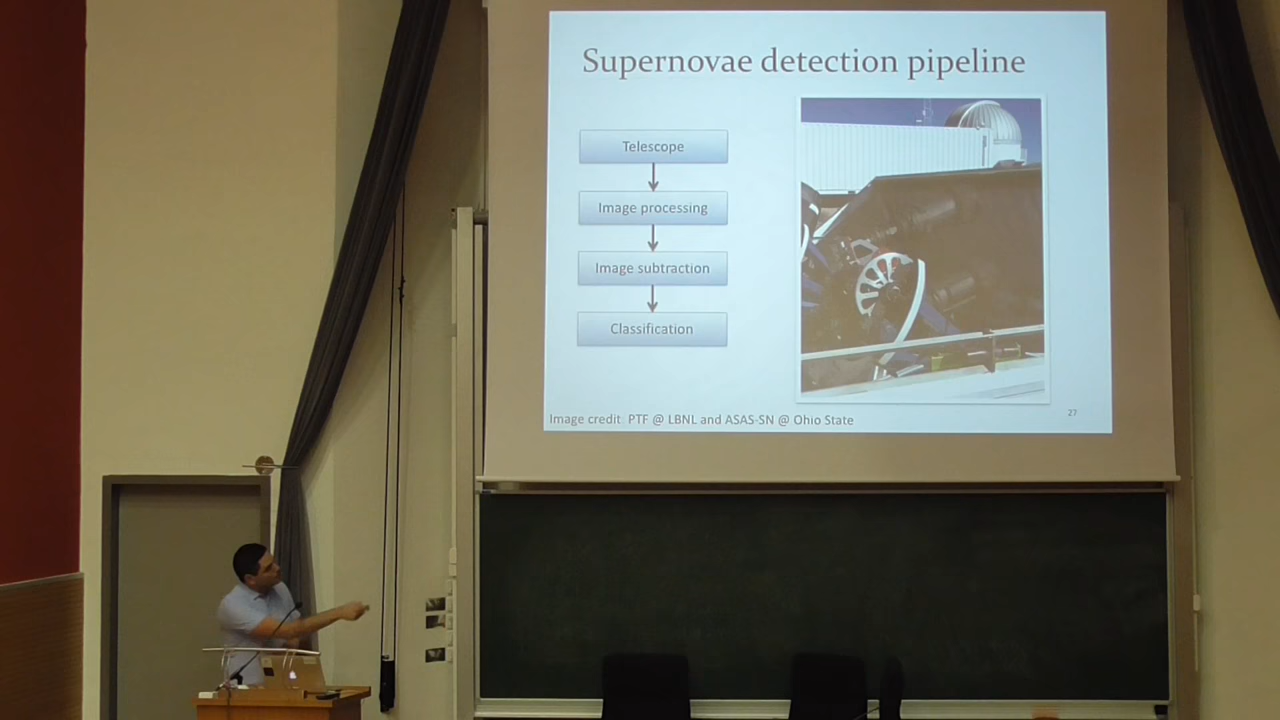 Supernovae detection pipeline
Telescope
Image processing
Image subtraction
Classification
Image credit: PTF @ LBNL and ASAS-SN @ Ohio State
27